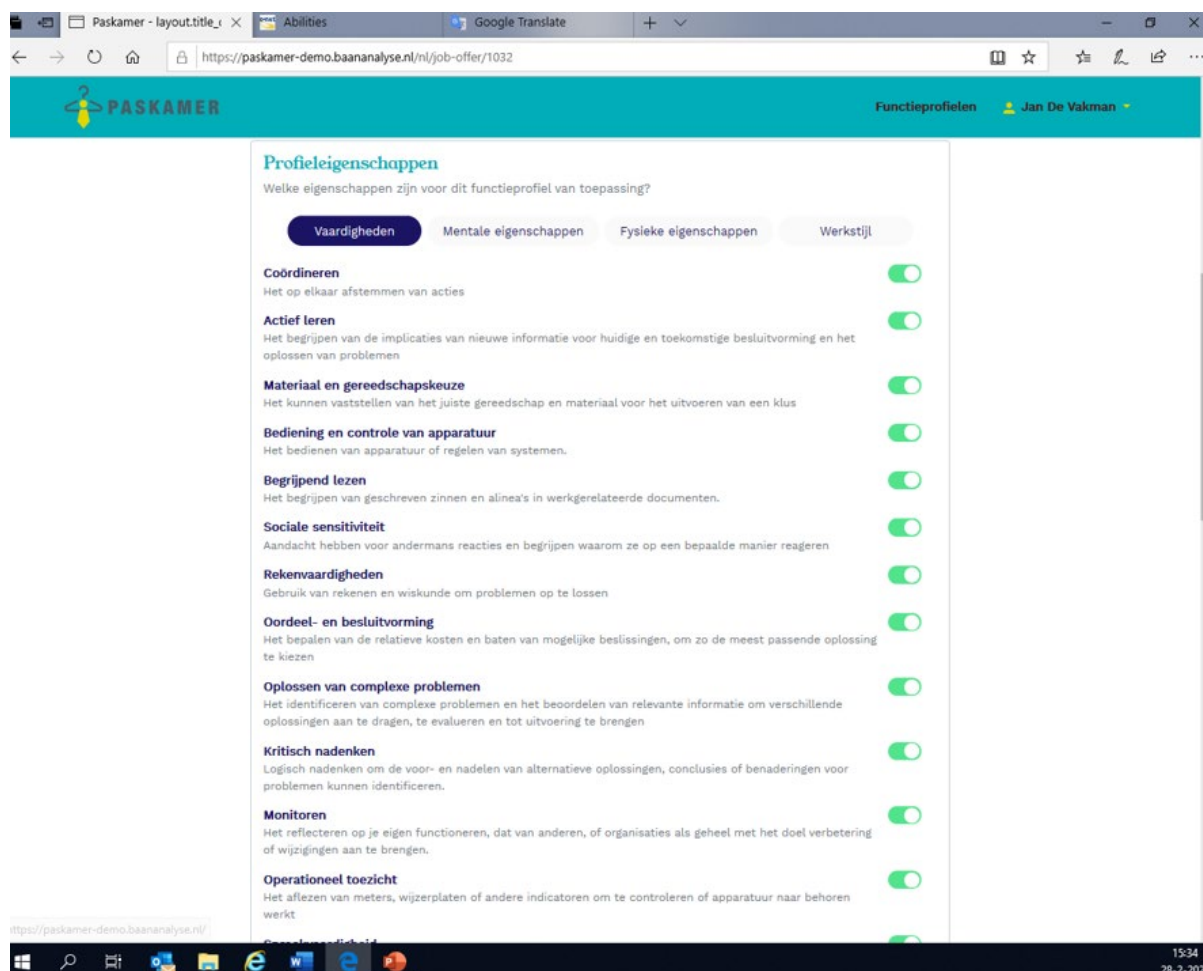 Paskamer - layout.title_c
Abilities
Google Translate
https://paskamer-demo.baananalyse.nl/nl/job-offer/1032
PASKAMER
Functieprofielen
Jan De Vakman
Profieleigenschappen
Welke eigenschappen zijn voor dit functieprofiel van toepassing?
Vaardigheden
Mentale eigenschappen
Fysieke eigenschappen
Werkstijl
Coördineren
Het op elkaar afstemmen van acties
Actief leren
Het begrijpen van de implicaties van nieuwe informatie voor huidige en toekomstige besluitvorming en het
oplossen van problemen
Materiaal en gereedschapskeuze
Het kunnen vaststellen van het juiste gereedschap en materiaal voor het uitvoeren van een klus
Bediening en controle van apparatuur
Het bedienen van apparatuur of regelen van systemen.
Begrijpend lezen
Het begrijpen van geschreven zinnen en alinea's in werkgerelateerde documenten.
Sociale sensitiviteit
Aandacht hebben voor andermans reacties en begrijpen waarom ze op een bepaalde manier reageren
Rekenvaardigheden
Gebruik van rekenen en wiskunde om problemen op te lossen
Oordeel- en besluitvorming
Het bepalen van de relatieve kosten en baten van mogelijke beslissingen, om zo de meest passende oplossing
te kiezen
Oplossen van complexe problemen
Het identificeren van complexe problemen en het beoordelen van relevante informatie om verschillende
oplossingen aan te dragen, te evalueren en tot uitvoering te brengen
Kritisch nadenken
Logisch nadenken om de voor- en nadelen van alternatieve oplossingen, conclusies of benaderingen voor
problemen kunnen identificeren.
Monitoren
Het reflecteren op je eigen functioneren, dat van anderen, of organisaties als geheel met het doel verbetering
of wijzigingen aan te brengen.
Operationeel toezicht
Het aflezen van meters, wijzerplaten of andere indicatoren om te controleren of apparatuur naar behoren
werkt
https://paskamer-demo.baananalyse.nl/
15:34